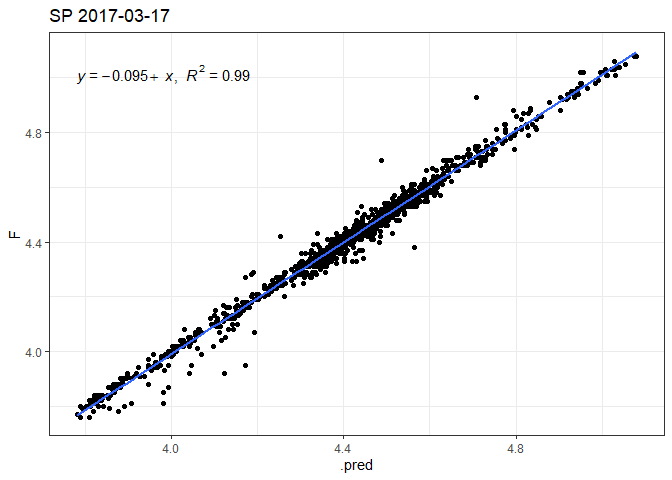 SP 2017-03-17
y = −0.095 + x, R² = 0.99
4.8
4.4
4.0
F
4.0 4.4 4.8
.pred